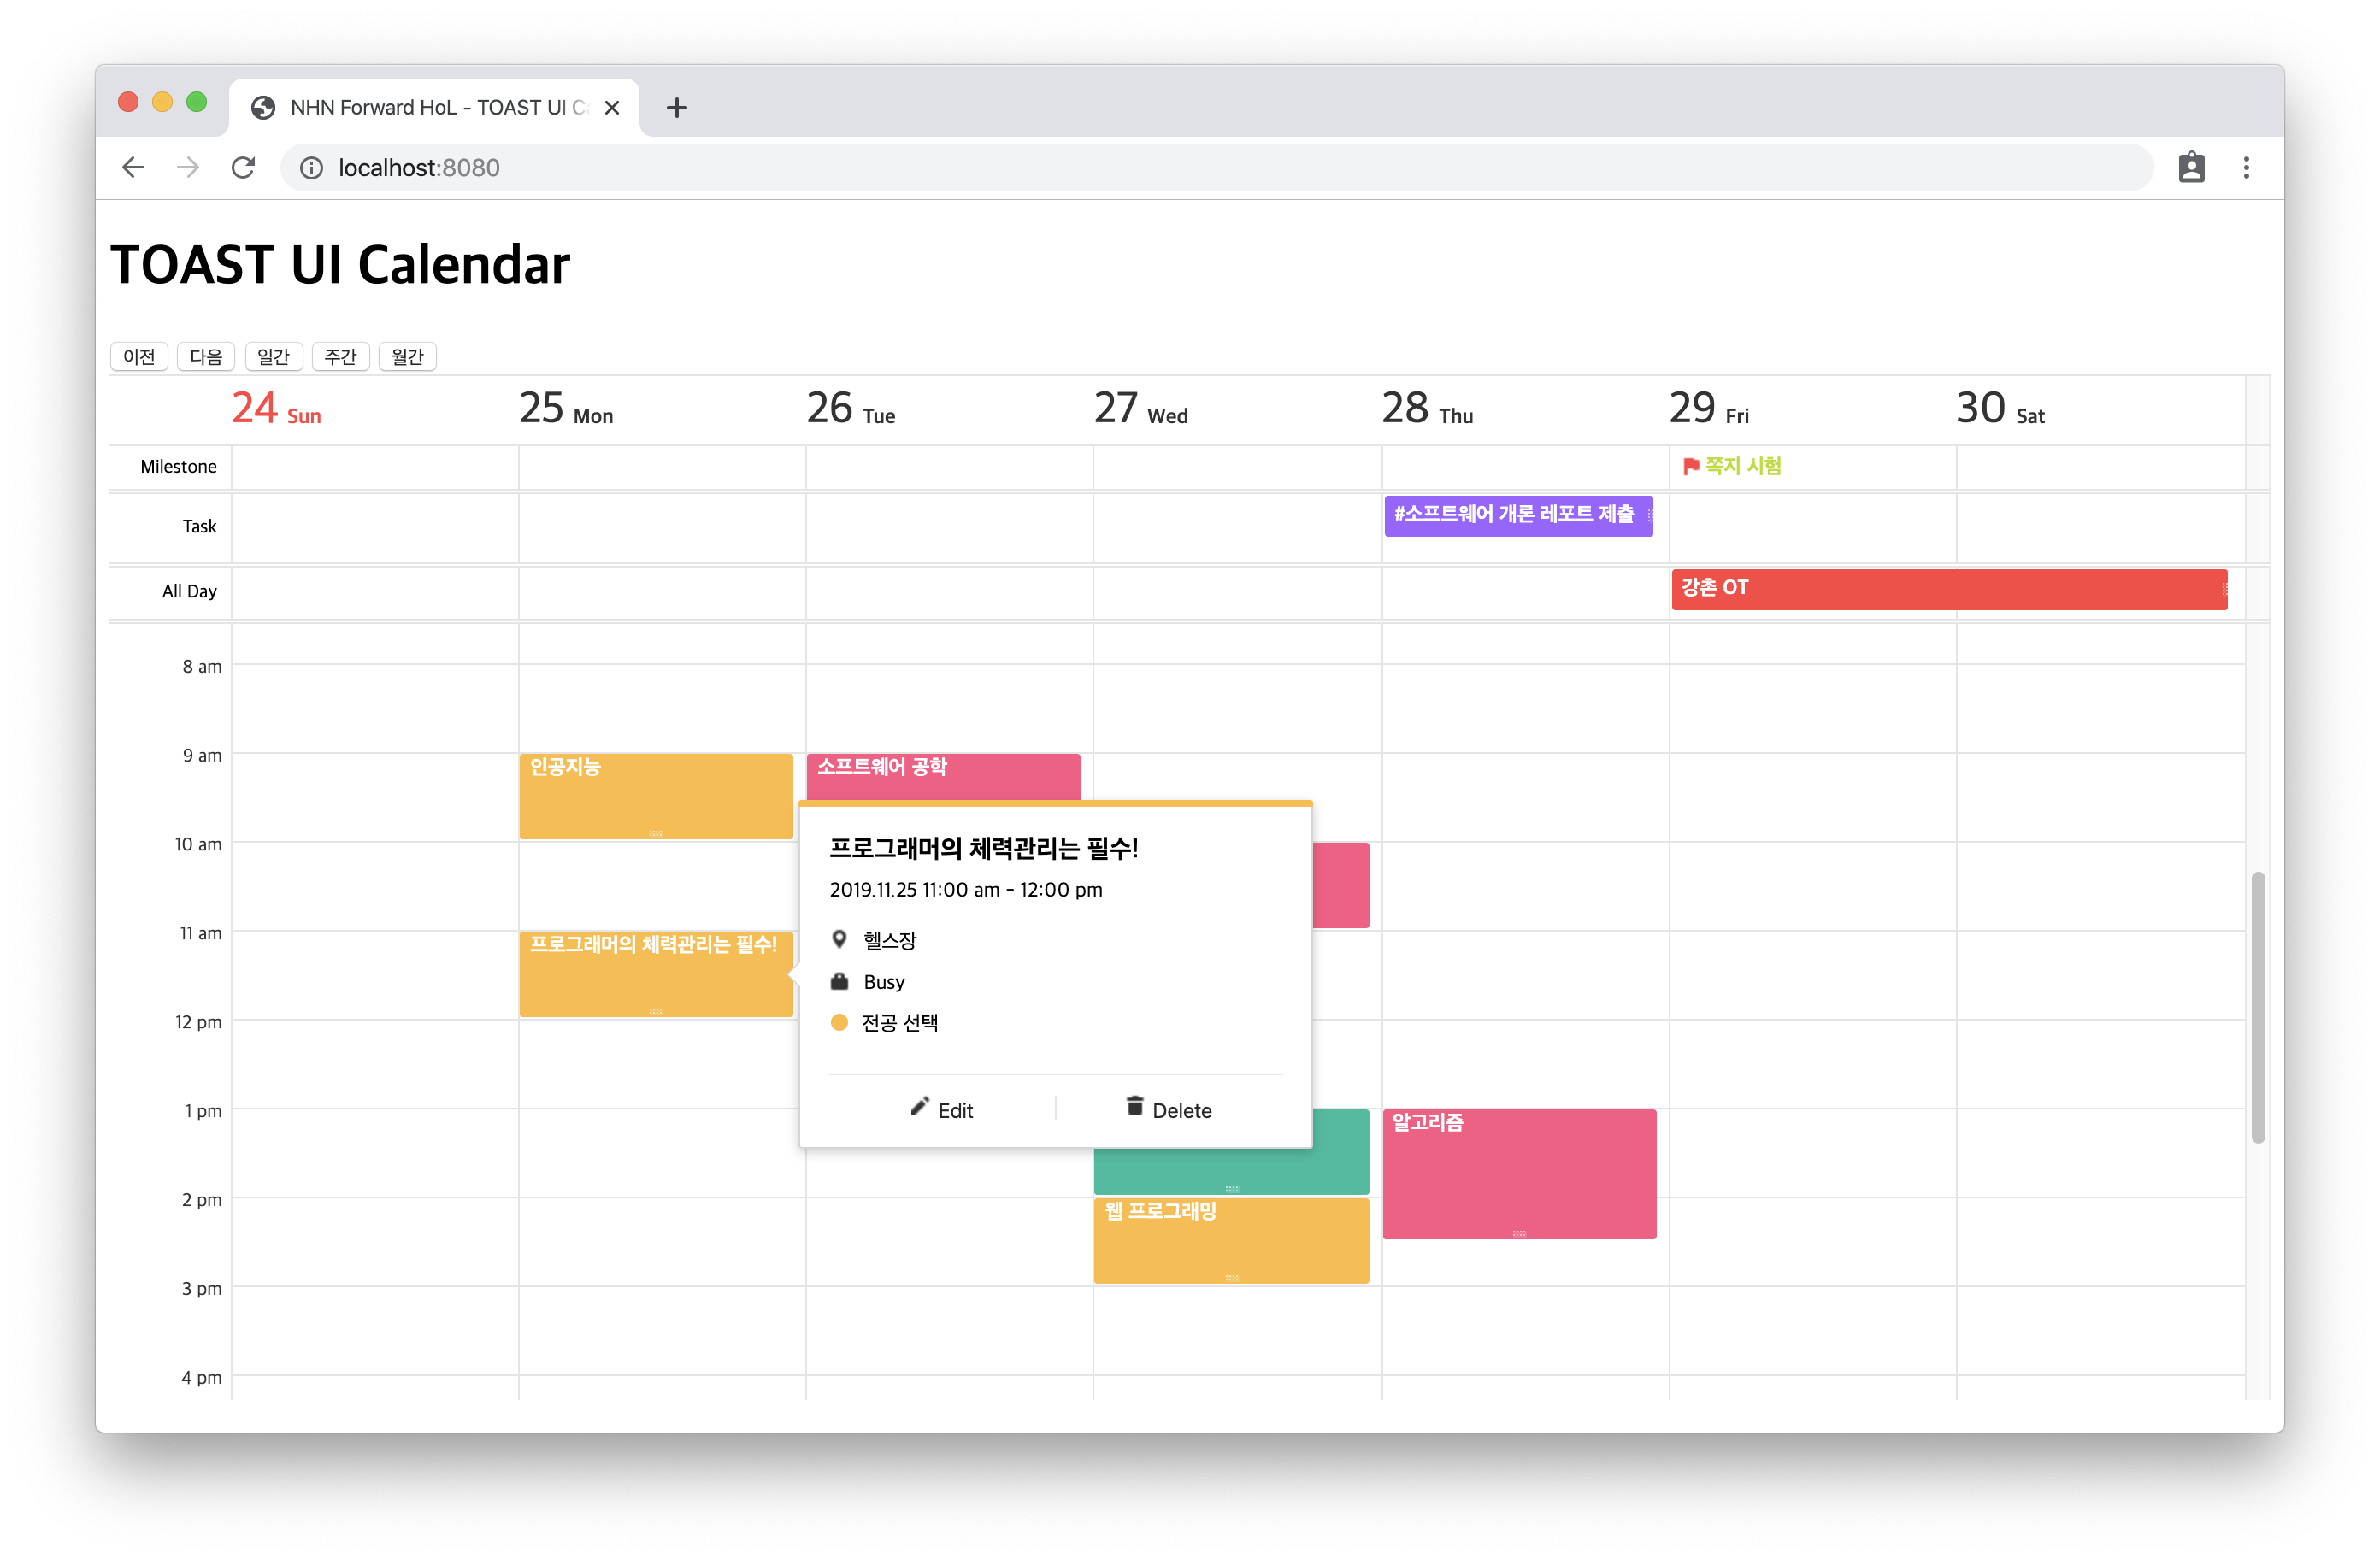 NHN Forward HoL - TOAST UI C
localhost:8080
TOAST UI Calendar
이전 다음 일간 주간 월간
24 Sun 25 Mon 26 Tue 27 Wed 28 Thu 29 Fri 30 Sat
Milestone 쪽지 시험
Task #소프트웨어 개론 레포트 제출
All Day 강촌 OT
8 am
9 am 인공지능 소프트웨어 공학
10 am
프로그래머의 체력관리는 필수!
2019.11.25 11:00 am - 12:00 pm
헬스장
Busy
전공 선택
Edit Delete
11 am 프로그래머의 체력관리는 필수!
12 pm
1 pm 알고리즘
2 pm 웹 프로그래밍
3 pm
4 pm